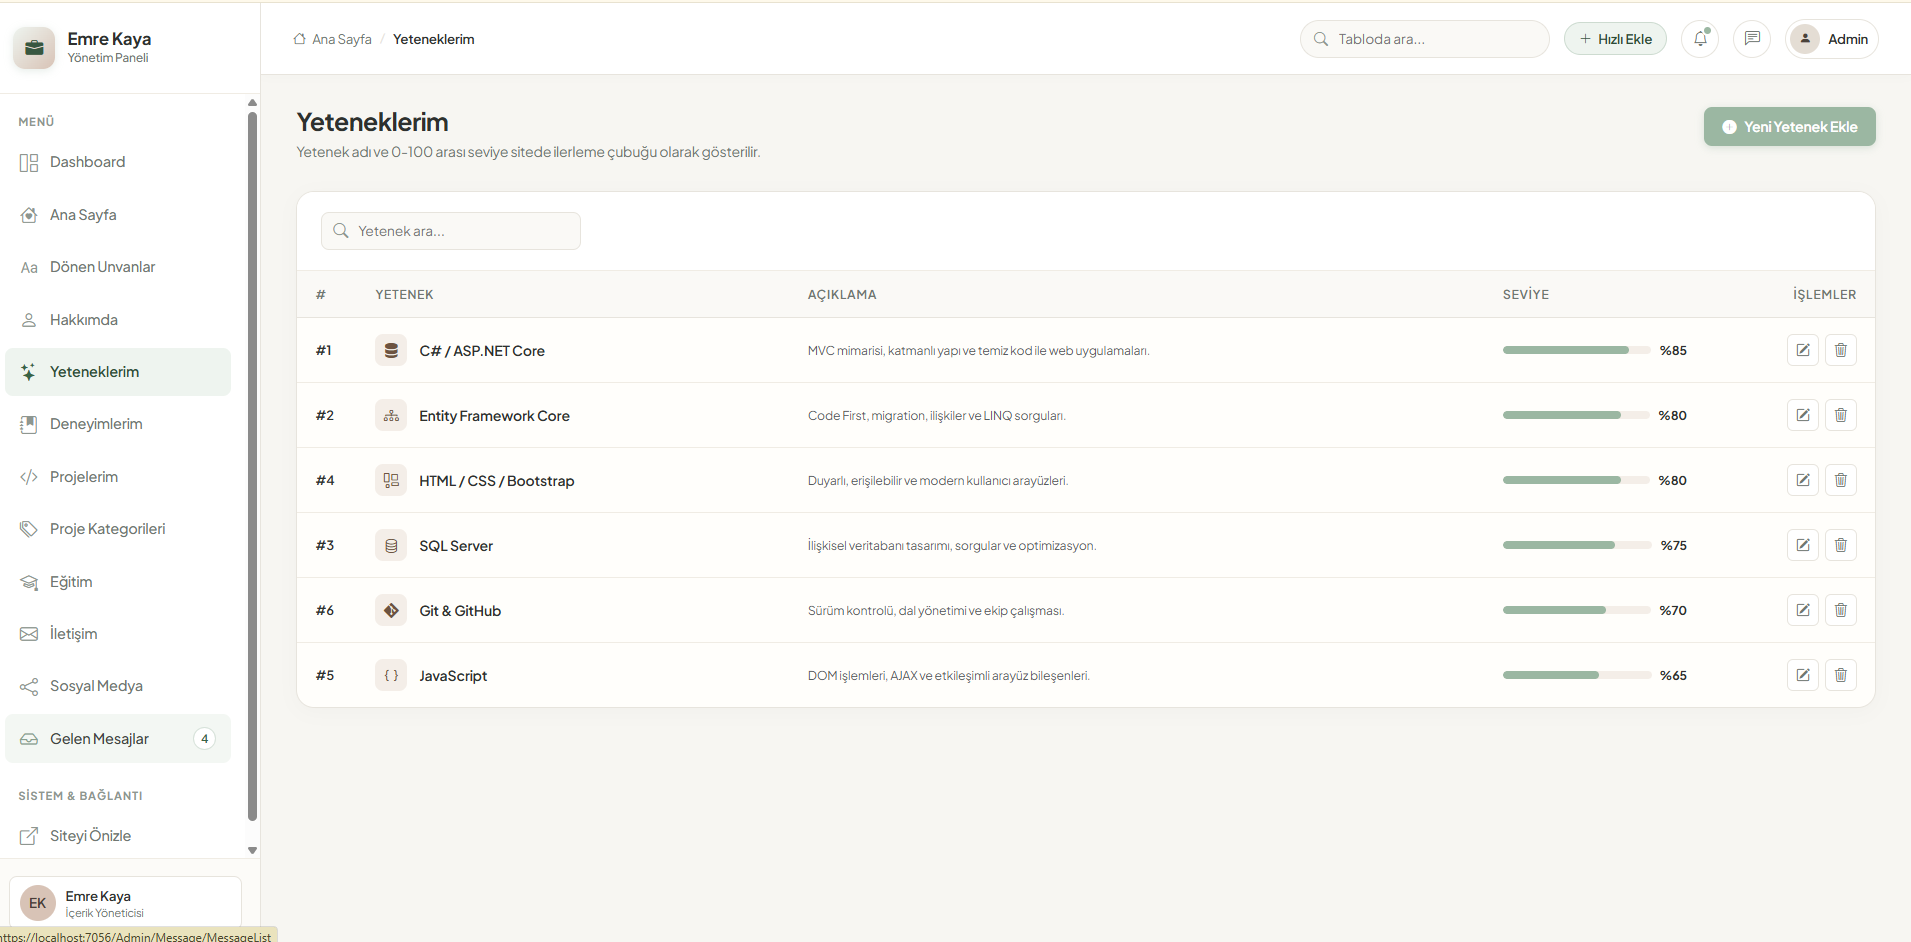 Emre Kaya
Yönetim Paneli
Ana Sayfa / Yeteneklerim
Tabloda ara...
+ Hızlı Ekle
Admin
MENÜ
Dashboard
Ana Sayfa
Aa Dönen Unvanlar
Hakkımda
Yeteneklerim
Deneyimlerim
Projelerim
Proje Kategorileri
Eğitim
İletişim
Sosyal Medya
Gelen Mesajlar 4
SİSTEM & BAĞLANTI
Siteyi Önizle
EK
Emre Kaya
İçerik Yöneticisi
https://localhost:7056/Admin/Message/MessageList
Yeteneklerim
Yetenek adı ve 0-100 arası seviye sitede ilerleme çubuğu olarak gösterilir.
Yeni Yetenek Ekle
Yetenek ara...
# YETENEK AÇIKLAMA SEVİYE İŞLEMLER
#1 C# / ASP.NET Core MVC mimarisi, katmanlı yapı ve temiz kod ile web uygulamaları. %85
#2 Entity Framework Core Code First, migration, ilişkiler ve LINQ sorguları. %80
#4 HTML / CSS / Bootstrap Duyarlı, erişilebilir ve modern kullanıcı arayüzleri. %80
#3 SQL Server İlişkisel veritabanı tasarımı, sorgular ve optimizasyon. %75
#6 Git & GitHub Sürüm kontrolü, dal yönetimi ve ekip çalışması. %70
#5 { } JavaScript DOM işlemleri, AJAX ve etkileşimli arayüz bileşenleri. %65